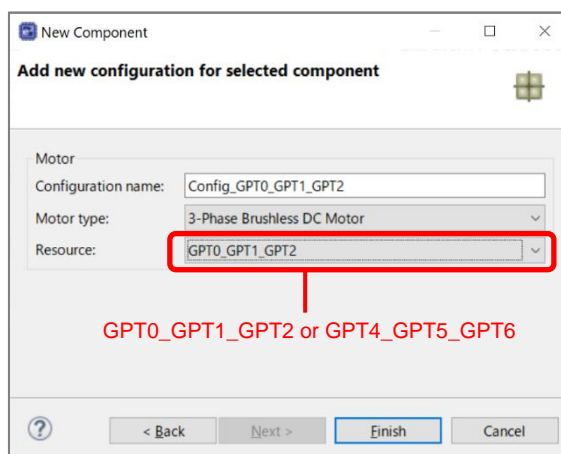 New Component
Add new configuration for selected component
Motor
Configuration name: Config_GPT0_GPT1_GPT2
Motor type: 3-Phase Brushless DC Motor
Resource: GPT0_GPT1_GPT2
GPT0_GPT1_GPT2 or GPT4_GPT5_GPT6
? < Back Next > Finish Cancel